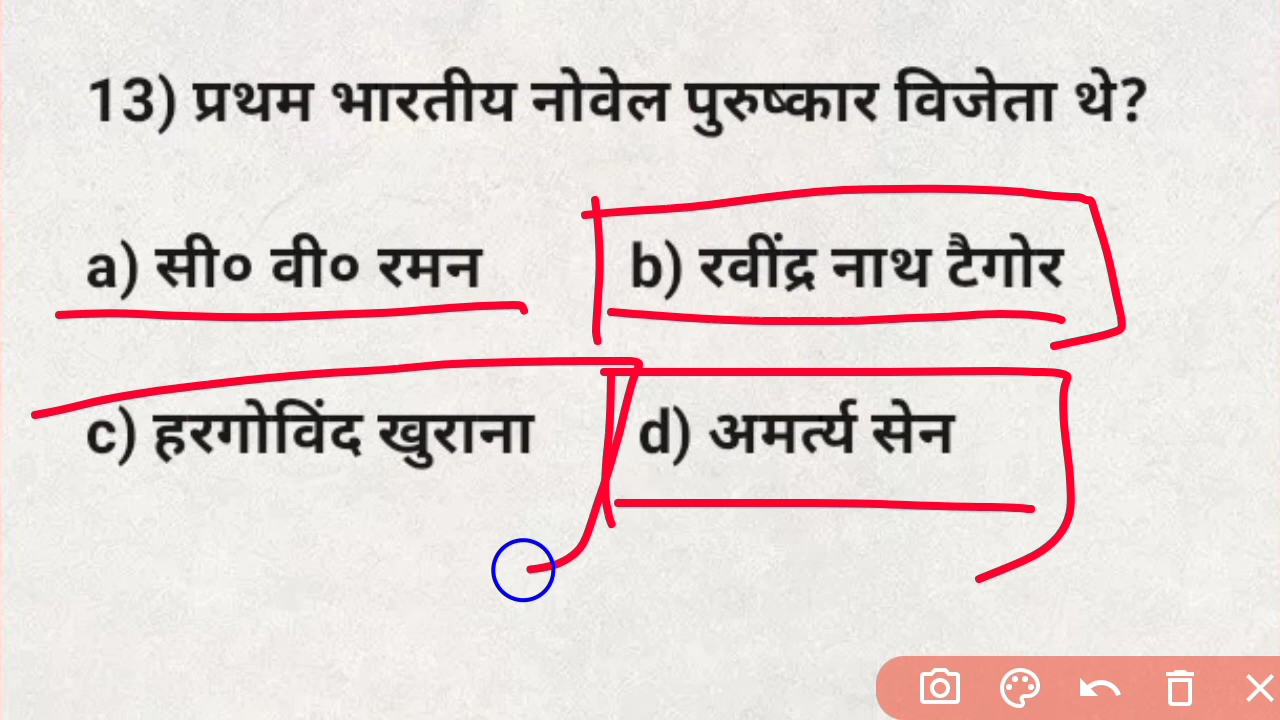 13) प्रथम भारतीय नोवेल पुरुष्कार विजेता थे?
a) सी० वी० रमन b) रवींद्र नाथ टैगोर
c) हरगोविंद खुराना d) अमर्त्य सेन